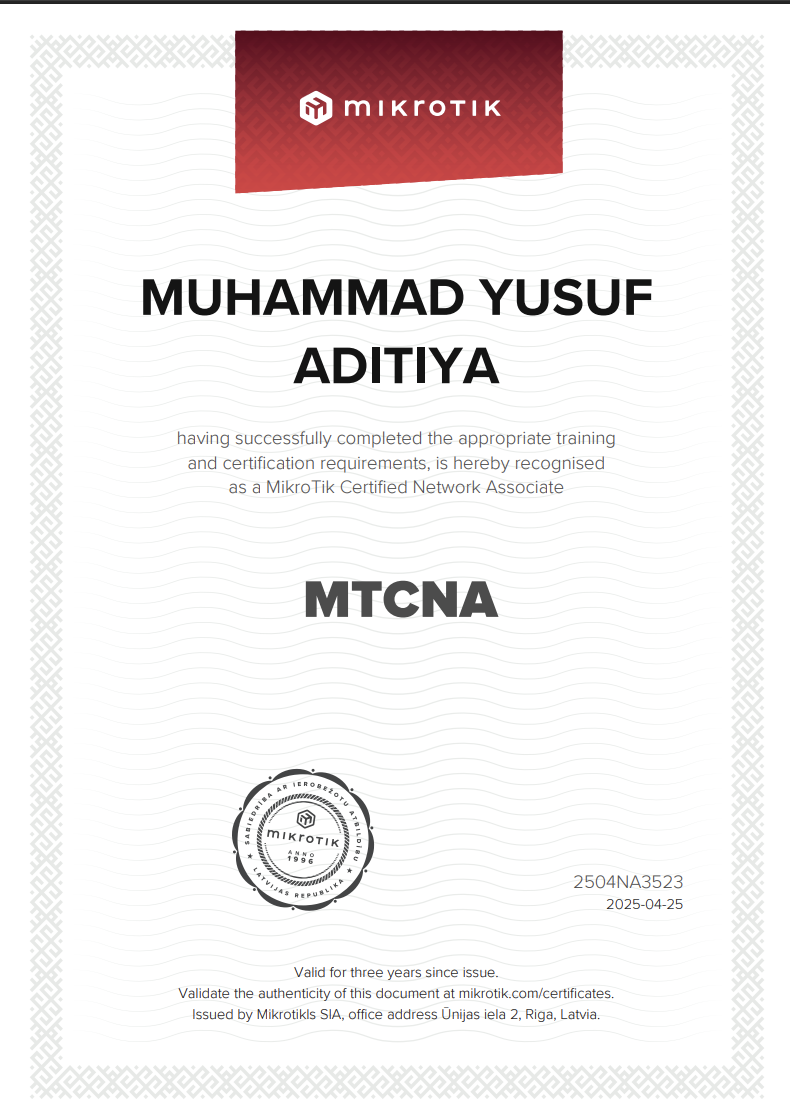 mikrotik
MUHAMMAD YUSUF
ADITIYA
having successfully completed the appropriate training
and certification requirements, is hereby recognised
as a MikroTik Certified Network Associate
MTCNA
SABIEDRĪBA AR IEROBEŽOTU ATBILDĪBU
mikrotik
ANNO
1996
★ LATVIJAS REPUBLIKA ★
2504NA3523
2025-04-25
Valid for three years since issue.
Validate the authenticity of this document at mikrotik.com/certificates.
Issued by Mikrotikls SIA, office address Ūnijas iela 2, Riga, Latvia.